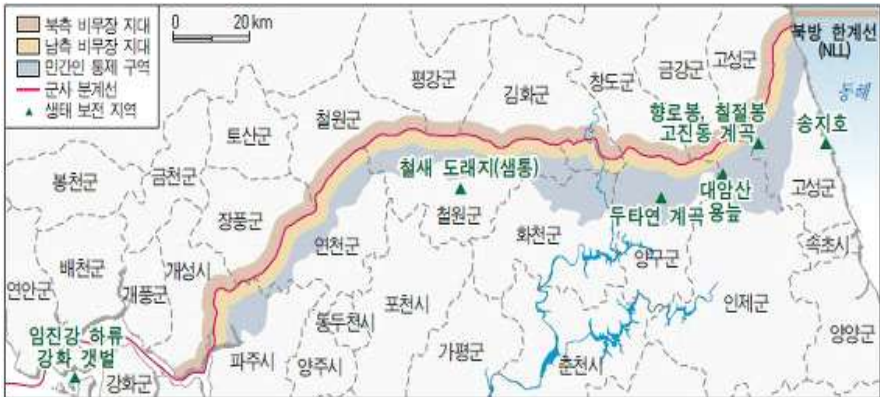 북측 비무장 지대
남측 비무장 지대
민간인 통제 구역
군사 분계선
생태 보전 지역
0 20 km
북방 한계선
(NLL)
동해
평강군
김화군
창도군
금강군
고성군
철원군
토산군
금천군
봉천군
장풍군
배천군
연안군
개성시
개풍군
향로봉, 칠절봉
고진동 계곡
송지호
철새 도래지(샘통)
철원군
대암산
용늪
고성군
두타연 계곡
연천군
화천군
양구군
속초시
인제군
양양군
포천시
동두천시
가평군
춘천시
파주시
양주시
임진강 하류
강화 갯벌
강화군